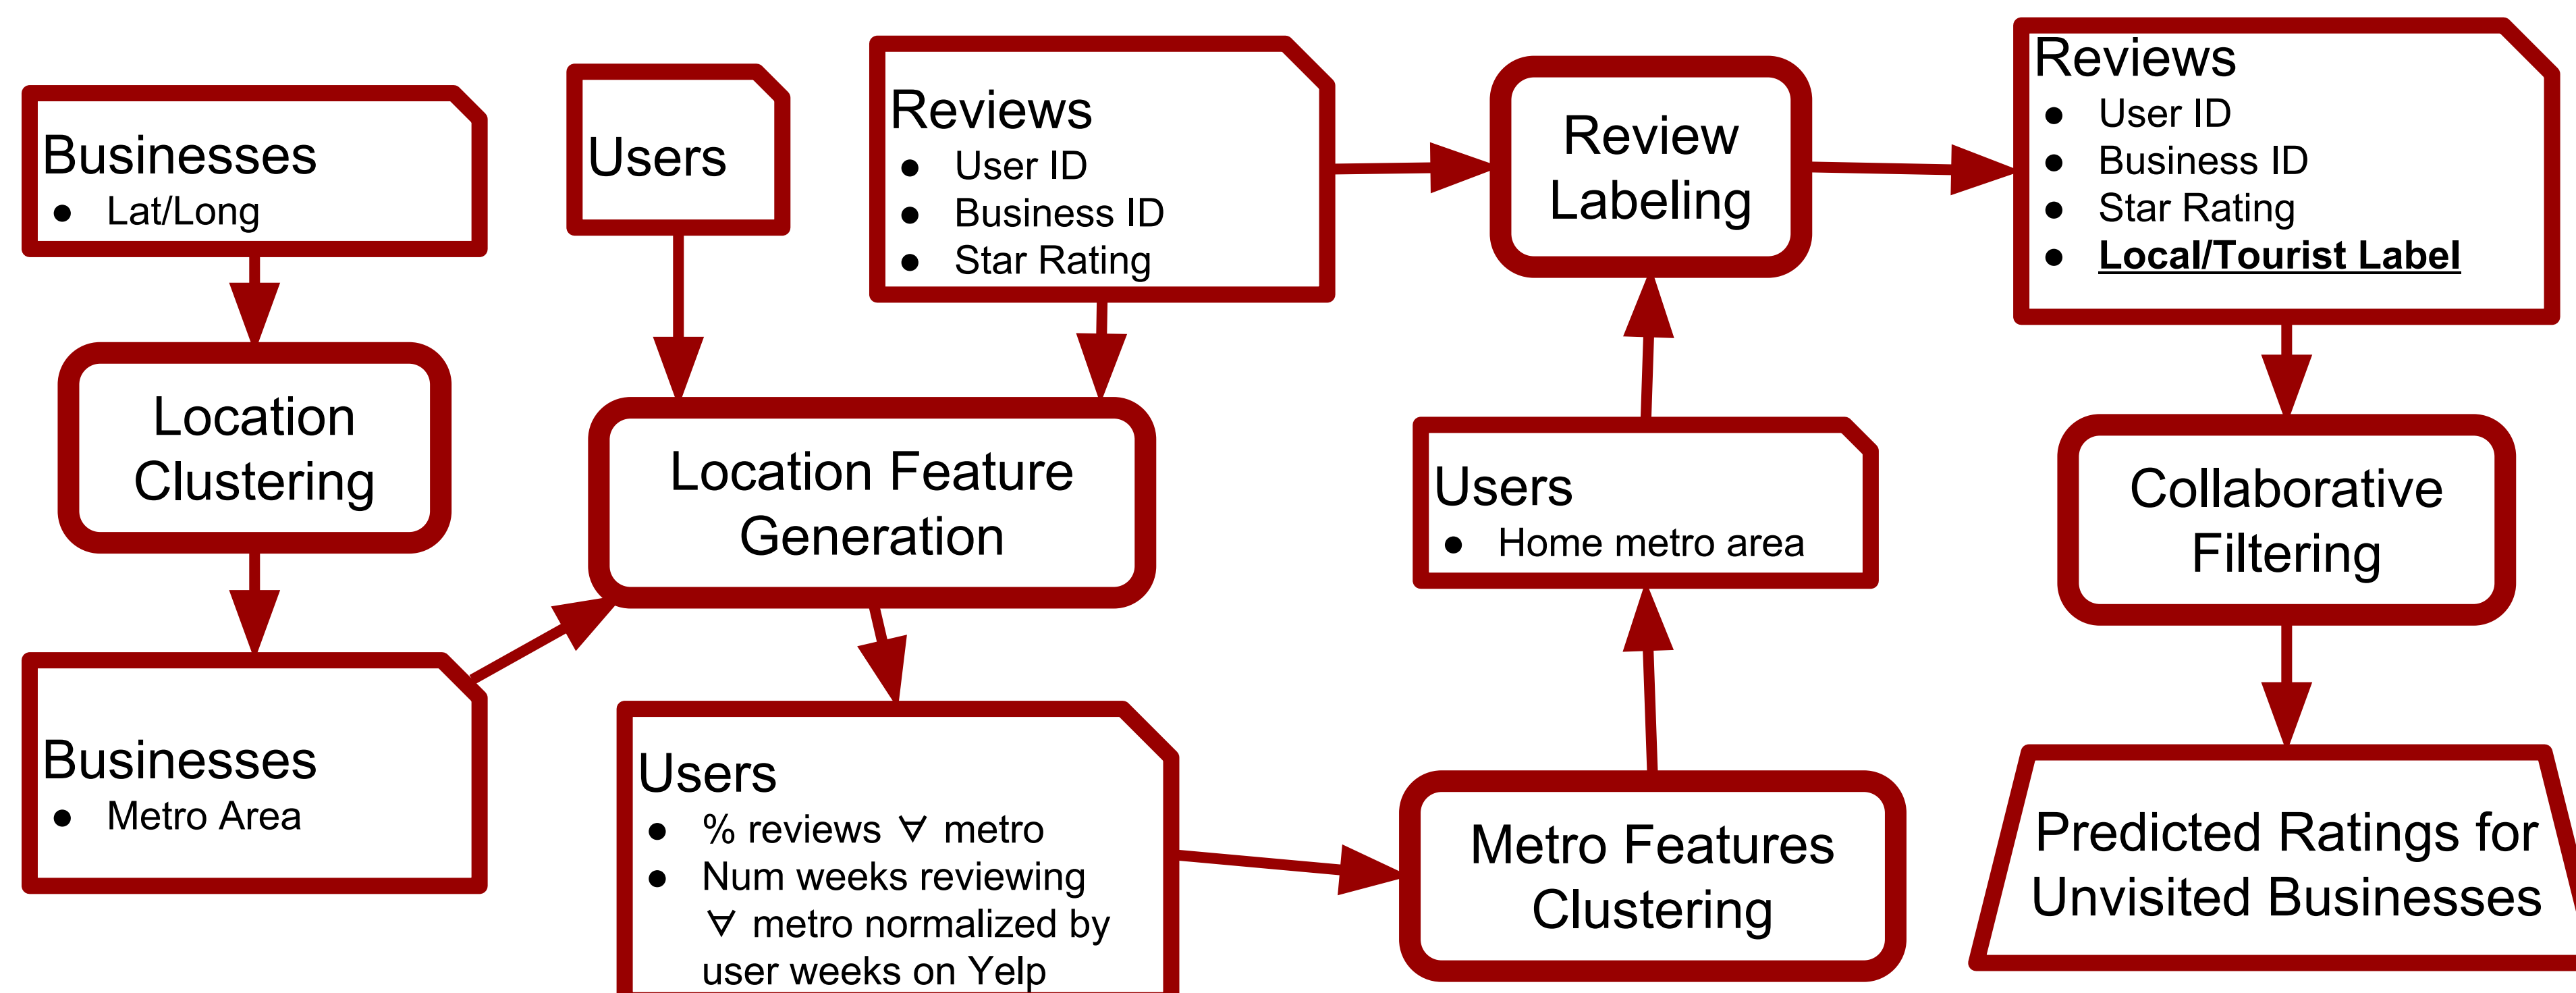 Businesses
● Lat/Long
Location
Clustering
Businesses
● Metro Area
Users
Reviews
● User ID
● Business ID
● Star Rating
Location Feature
Generation
Users
● % reviews ∀ metro
● Num weeks reviewing
∀ metro normalized by
user weeks on Yelp
Metro Features
Clustering
Users
● Home metro area
Review
Labeling
Reviews
● User ID
● Business ID
● Star Rating
● Local/Tourist Label
Collaborative
Filtering
Predicted Ratings for
Unvisited Businesses